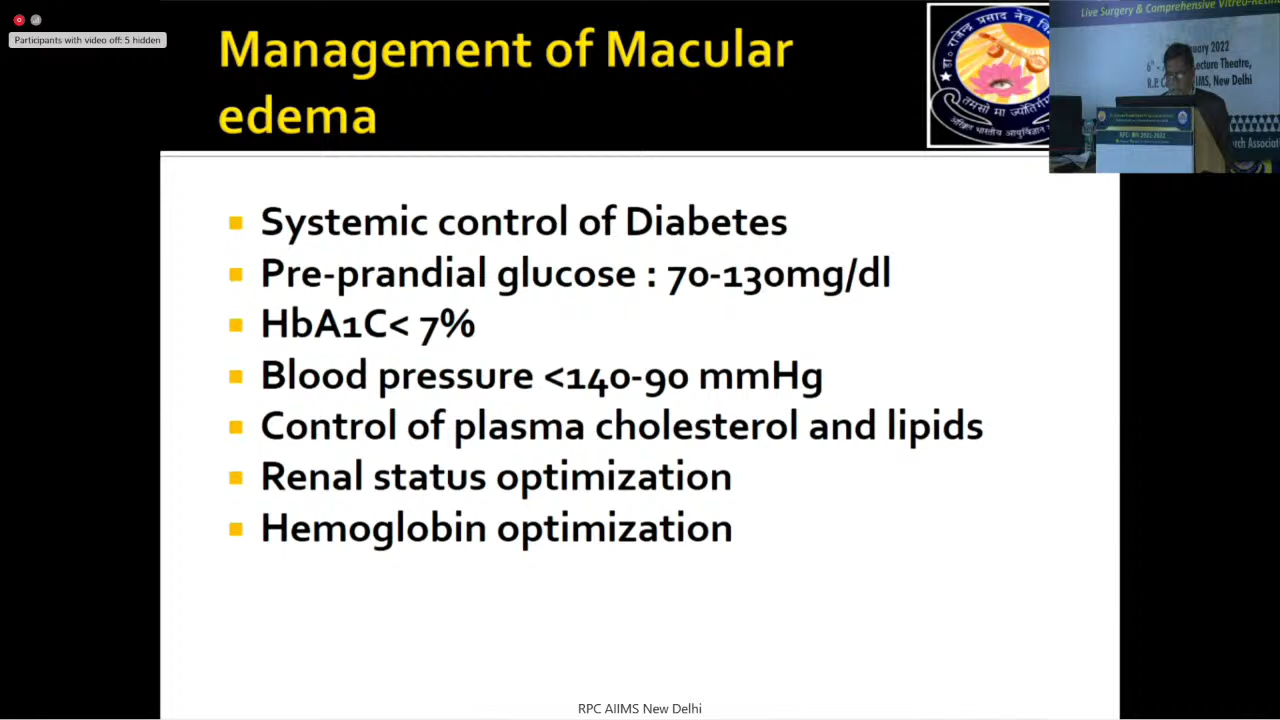 Participants with video off: 5 hidden
Management of Macular
edema
Live Surgery & Comprehensive
2022
Lecture Theatre,
New Delhi
RPC
Systemic control of Diabetes
Pre-prandial glucose : 70-130mg/dl
HbA1C< 7%
Blood pressure <140-90 mmHg
Control of plasma cholesterol and lipids
Renal status optimization
Hemoglobin optimization
RPC AIIMS New Delhi